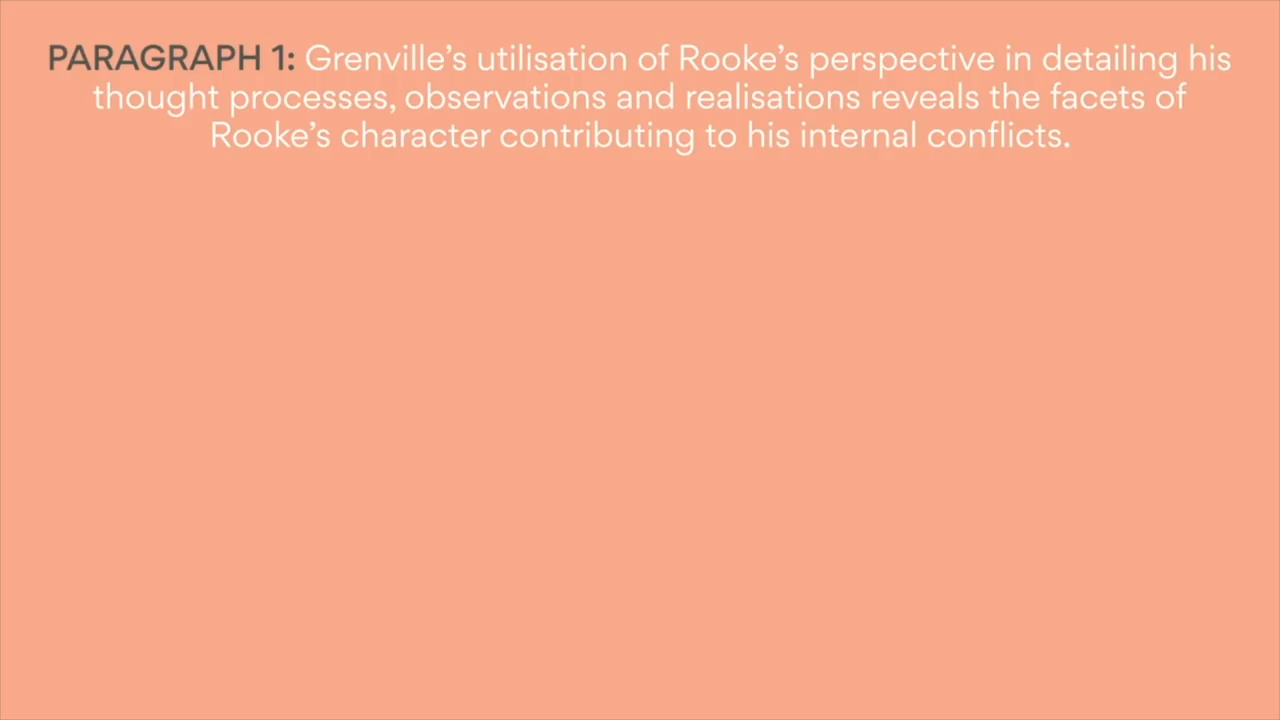 PARAGRAPH 1: Grenville’s utilisation of Rooke’s perspective in detailing his
thought processes, observations and realisations reveals the facets of
Rooke’s character contributing to his internal conflicts.